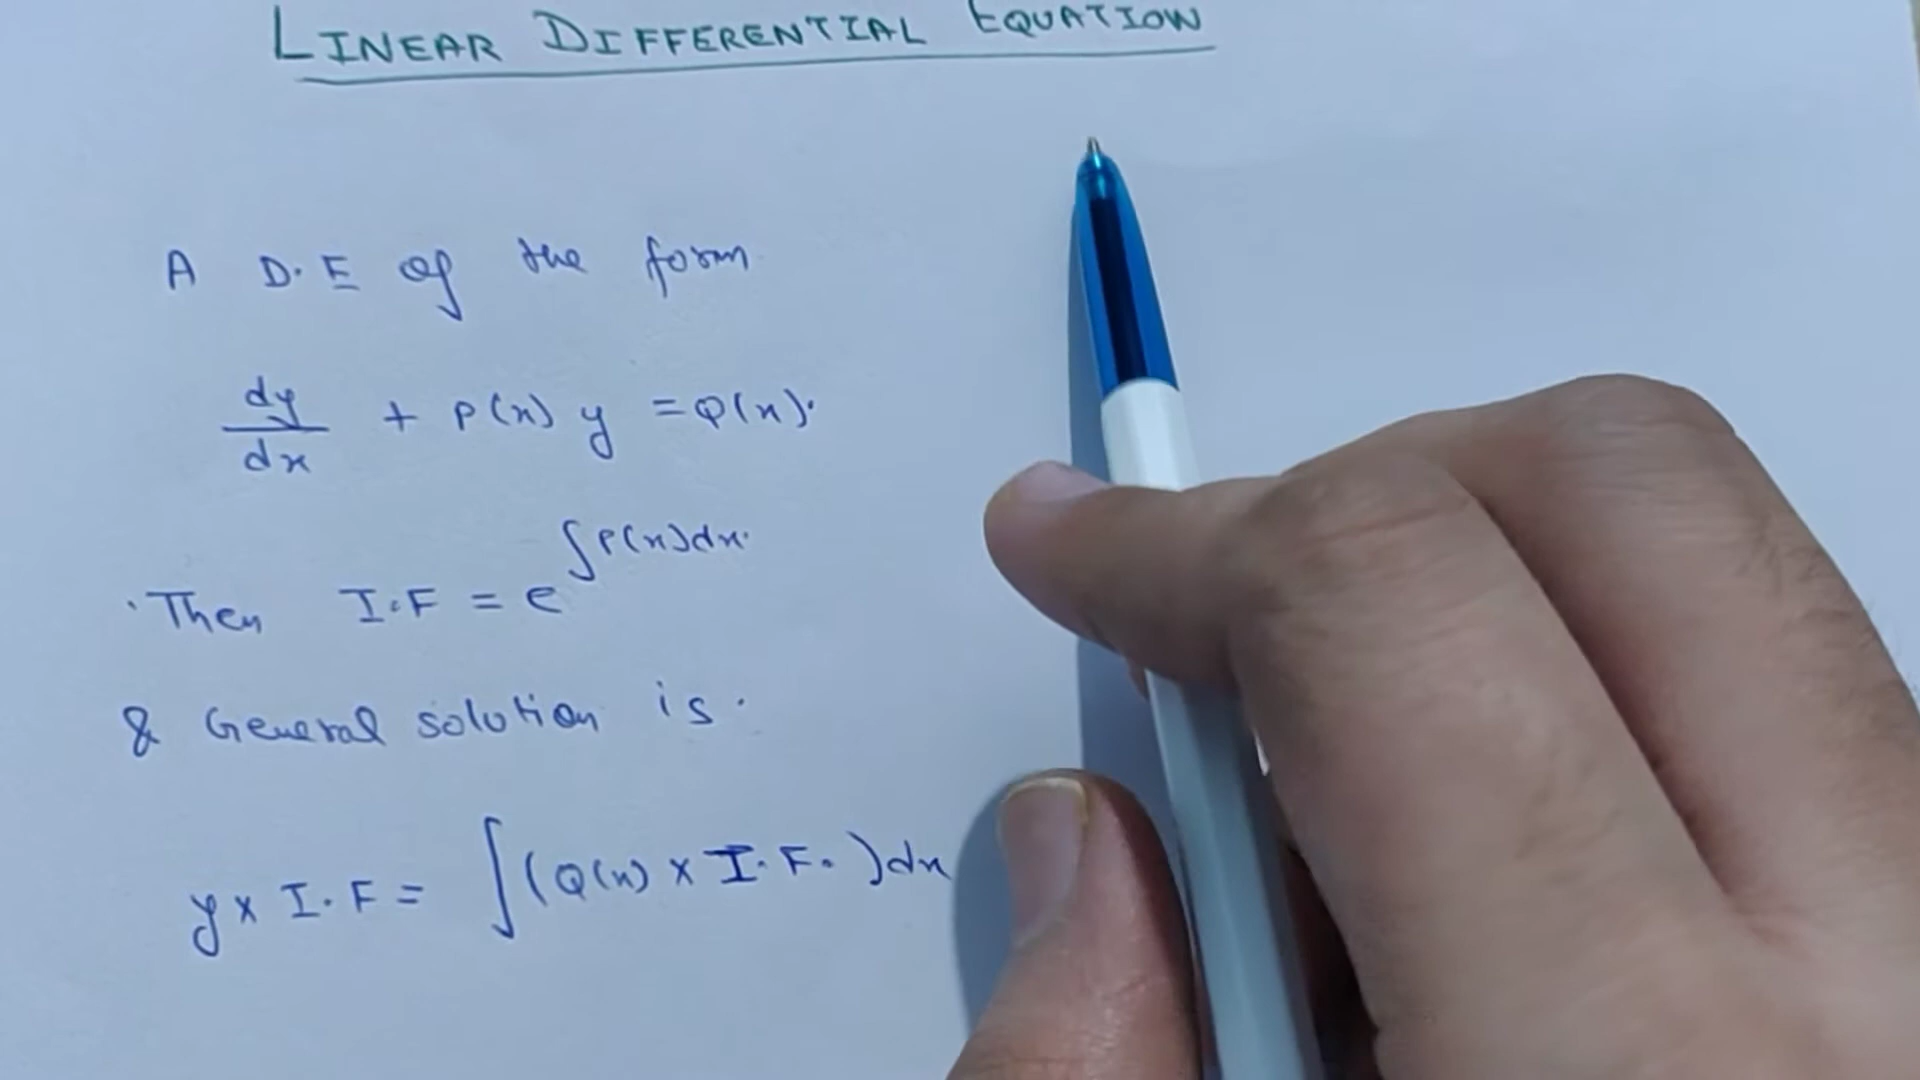 LINEAR DIFFERENTIAL EQUATION
A D.E of the form
dy/dx + P(x) y = Q(x).
Then I.F = e^∫P(x)dx.
& General solution is.
y x I.F = ∫(Q(x) x I.F.)dx